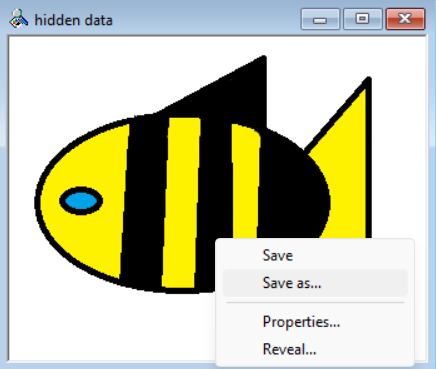 hidden data
Save
Save as...
Properties...
Reveal...